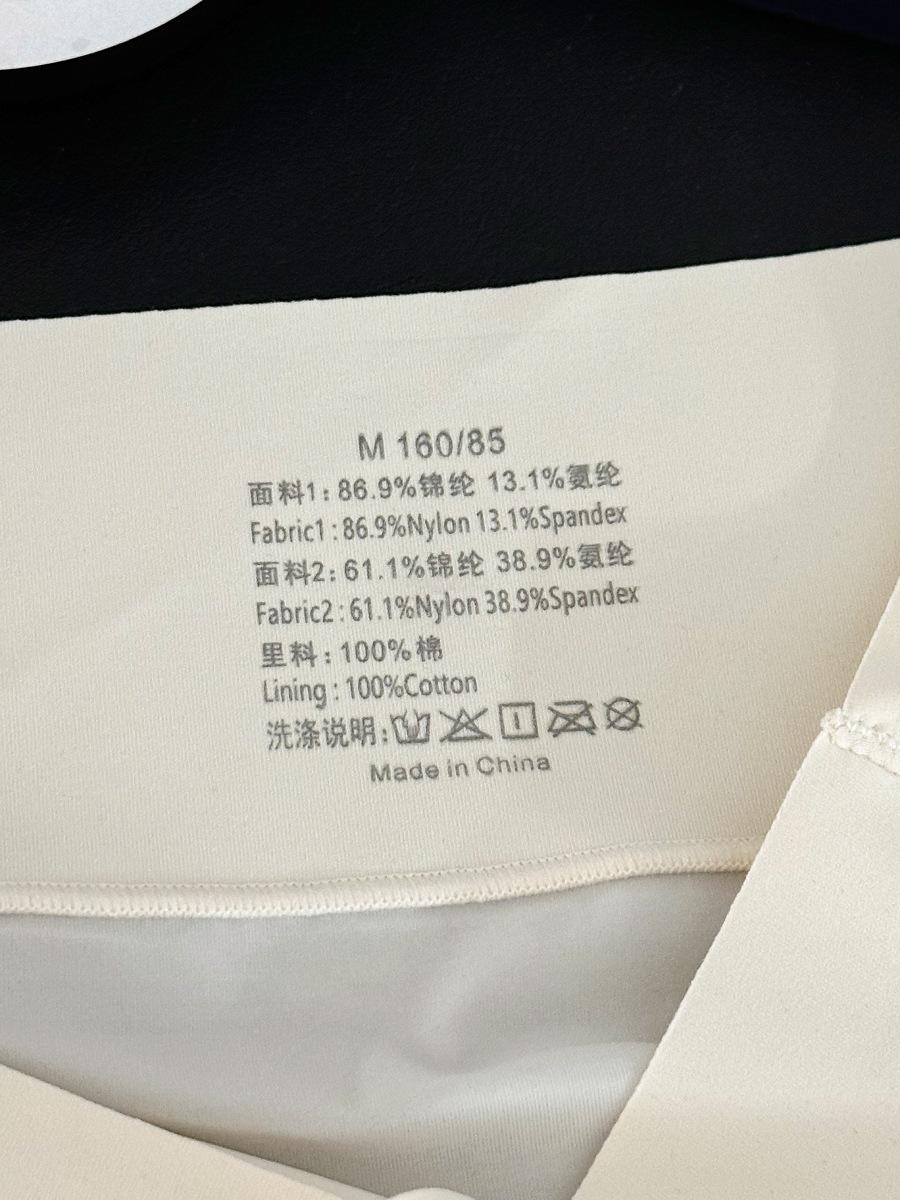 M 160/85
面料1：86.9%锦纶 13.1%氨纶
Fabric1 : 86.9%Nylon 13.1%Spandex
面料2：61.1%锦纶 38.9%氨纶
Fabric2 : 61.1%Nylon 38.9%Spandex
里料：100%棉
Lining : 100%Cotton
洗涤说明：
Made in China